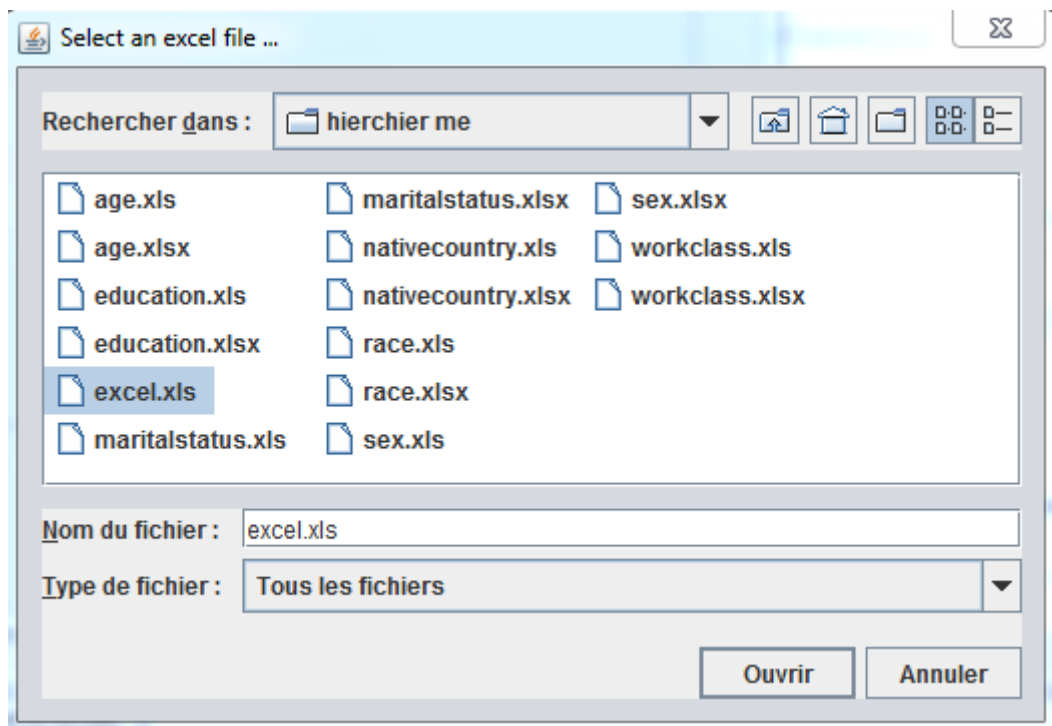 Select an excel file ...
Rechercher dans :
hierchier me
age.xls
age.xlsx
education.xls
education.xlsx
excel.xls
maritalstatus.xls
maritalstatus.xlsx
nativecountry.xls
nativecountry.xlsx
race.xls
race.xlsx
sex.xls
sex.xlsx
workclass.xls
workclass.xlsx
Nom du fichier : excel.xls
Type de fichier : Tous les fichiers
Ouvrir Annuler